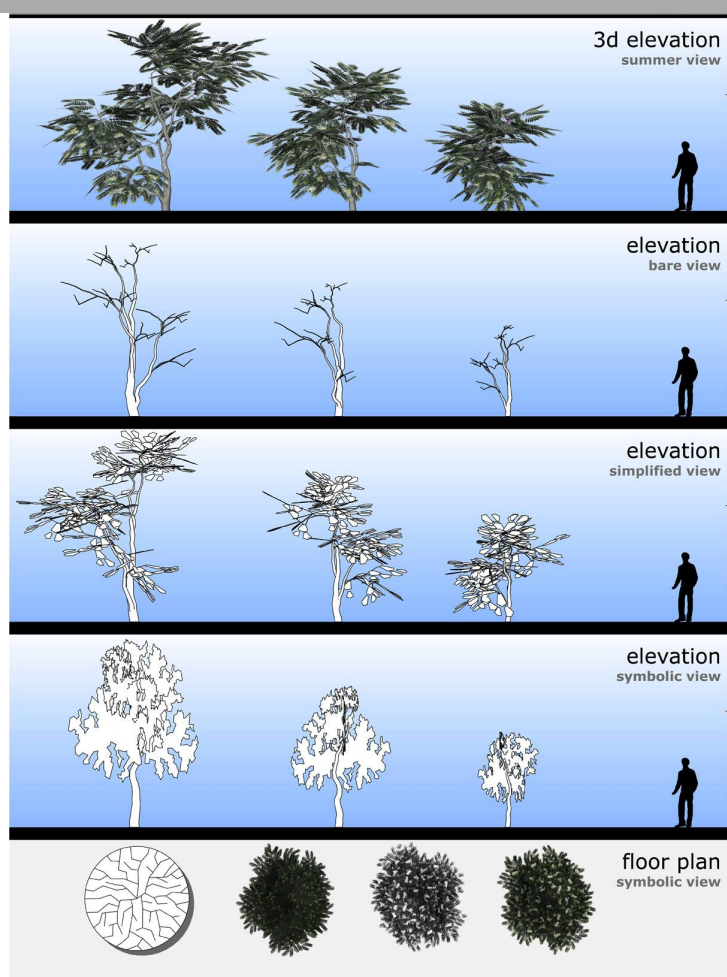 3d elevation
summer view
elevation
bare view
elevation
simplified view
elevation
symbolic view
floor plan
symbolic view